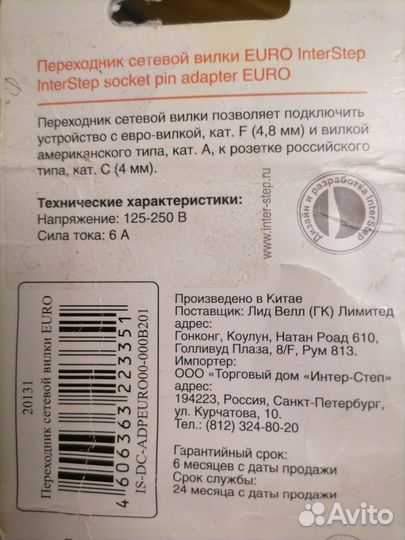 Переходник сетевой вилки EURO InterStep
InterStep socket pin adapter EURO
Переходник сетевой вилки позволяет подключить
устройство с евро-вилкой, кат. F (4,8 мм) и вилкой
американского типа, кат. А, к розетке российского
типа, кат. С (4 мм).
Технические характеристики:
Напряжение: 125-250 В
Сила тока: 6 А
www.inter-step.ru
Дизайн и разработка InterStep
20131
Переходник сетевой вилки EURO
4 606363 223351
IS-DC-ADPEURO00-000B201
Произведено в Китае
Поставщик: Лид Велл (ГК) Лимитед
адрес:
Гонконг, Коулун, Натан Роад 610,
Голливуд Плаза, 8/F, Рум 813.
Импортер:
ООО "Торговый дом «Интер-Степ»
адрес:
194223, Россия, Санкт-Петербург,
ул. Курчатова, 10.
Тел.: (812) 324-80-20
Гарантийный срок:
6 месяцев с даты продажи
Срок службы:
24 месяца с даты продажи
Avito